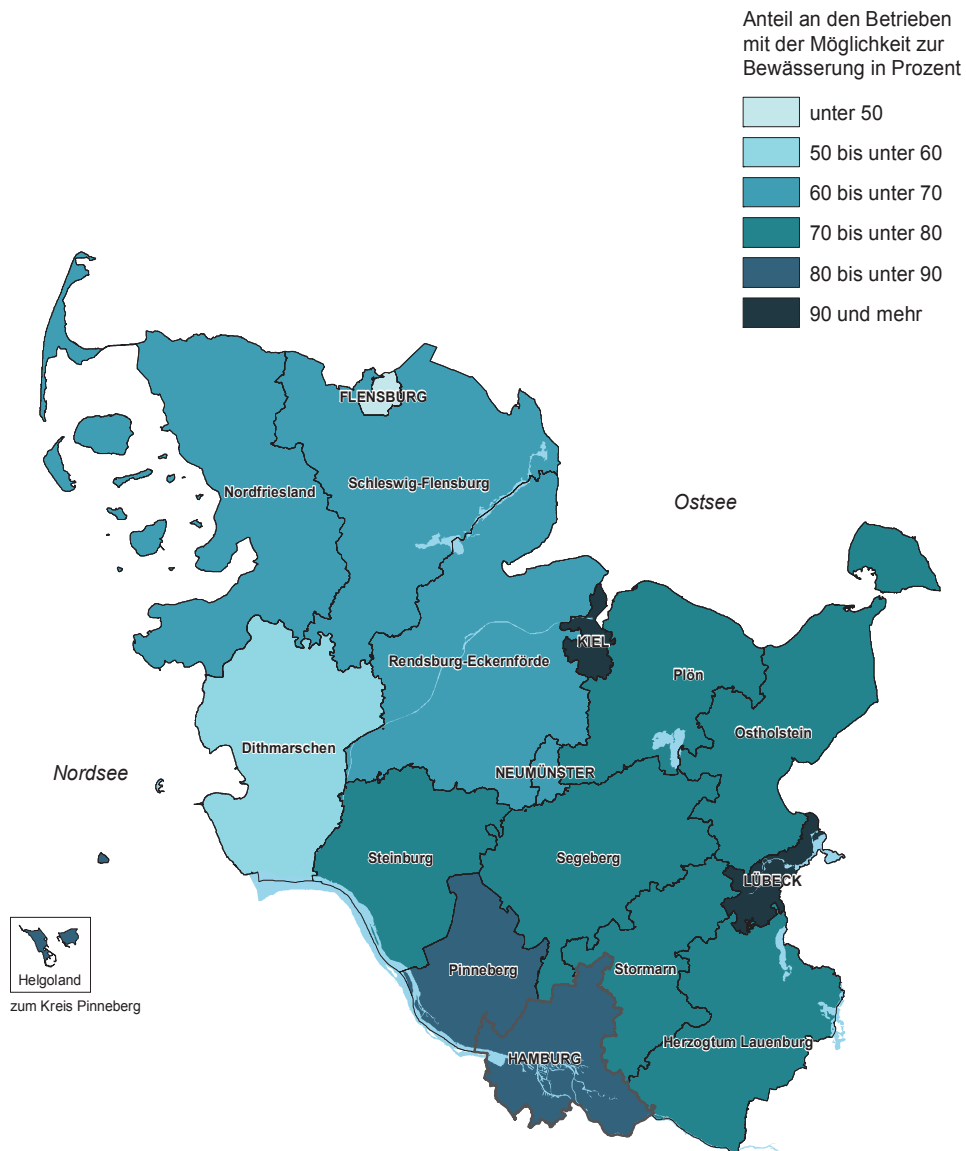 Anteil an den Betrieben
mit der Möglichkeit zur
Bewässerung in Prozent
unter 50
50 bis unter 60
60 bis unter 70
70 bis unter 80
80 bis unter 90
90 und mehr
FLENSBURG
Schleswig-Flensburg
Nordfriesland
Ostsee
KIEL
Rendsburg-Eckernförde
Plön
Ostholstein
Dithmarschen
Nordsee
NEUMÜNSTER
Steinburg
Segeberg
LÜBECK
Pinneberg
Stormarn
Helgoland
zum Kreis Pinneberg
Herzogtum Lauenburg
HAMBURG